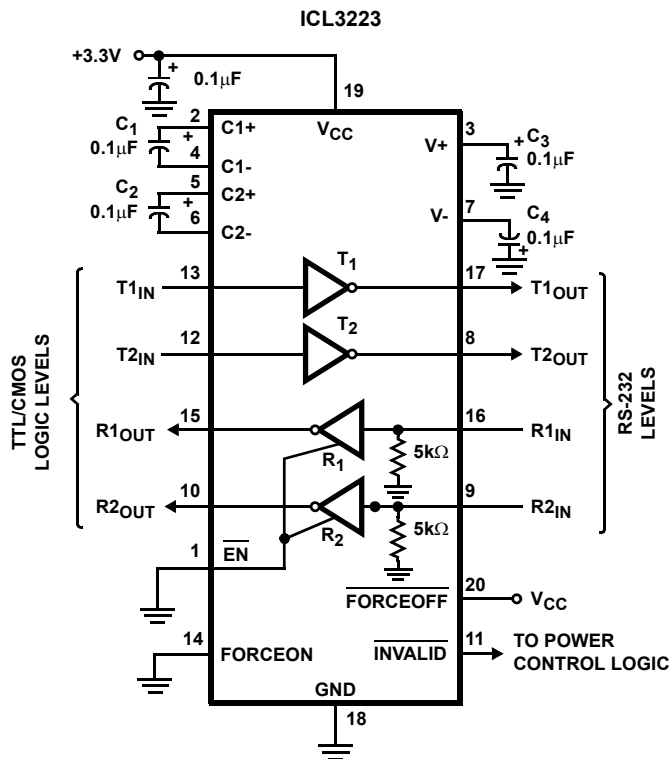 ICL3223
+3.3V
+
0.1μF
19
VCC
C1
0.1μF
2
+
4
C1+
C1-
C2
0.1μF
5
+
6
C2+
C2-
3
V+
+
C3
0.1μF
7
V-
C4
0.1μF
+
T1
T1IN
13
17
T1OUT
T2
T2IN
12
8
T2OUT
R1OUT
15
R1
16
R1IN
5kΩ
R2OUT
10
R2
9
R2IN
5kΩ
TTL/CMOS
LOGIC LEVELS
RS-232
LEVELS
1
EN
FORCEOFF
20
VCC
14
FORCEON
INVALID
11
TO POWER
CONTROL LOGIC
GND
18